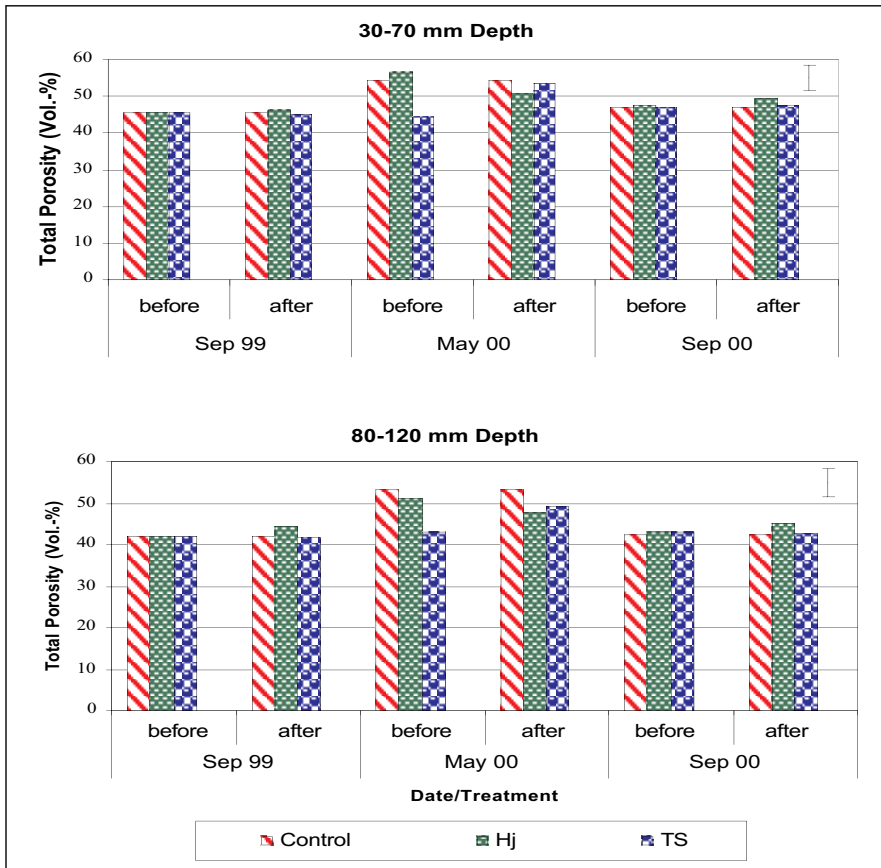 30-70 mm Depth
Total Porosity (Vol.-%)
60
50
40
30
20
10
0
before after before after before after
Sep 99 May 00 Sep 00
80-120 mm Depth
Total Porosity (Vol.-%)
60
50
40
30
20
10
0
before after before after before after
Sep 99 May 00 Sep 00
Date/Treatment
Control Hj TS